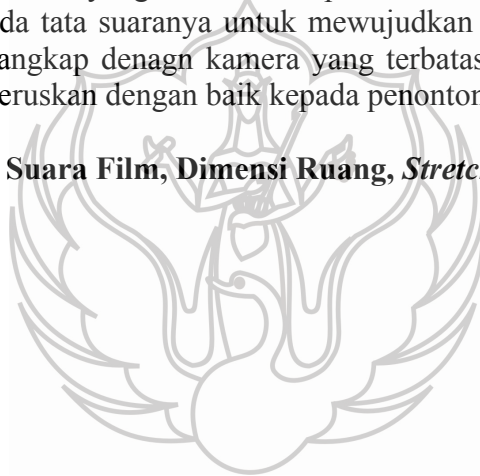 da tata suaranya untuk mewujudkan
angkap denagn kamera yang terbatas
eruskan dengan baik kepada penonton
Suara Film, Dimensi Ruang, Stretc